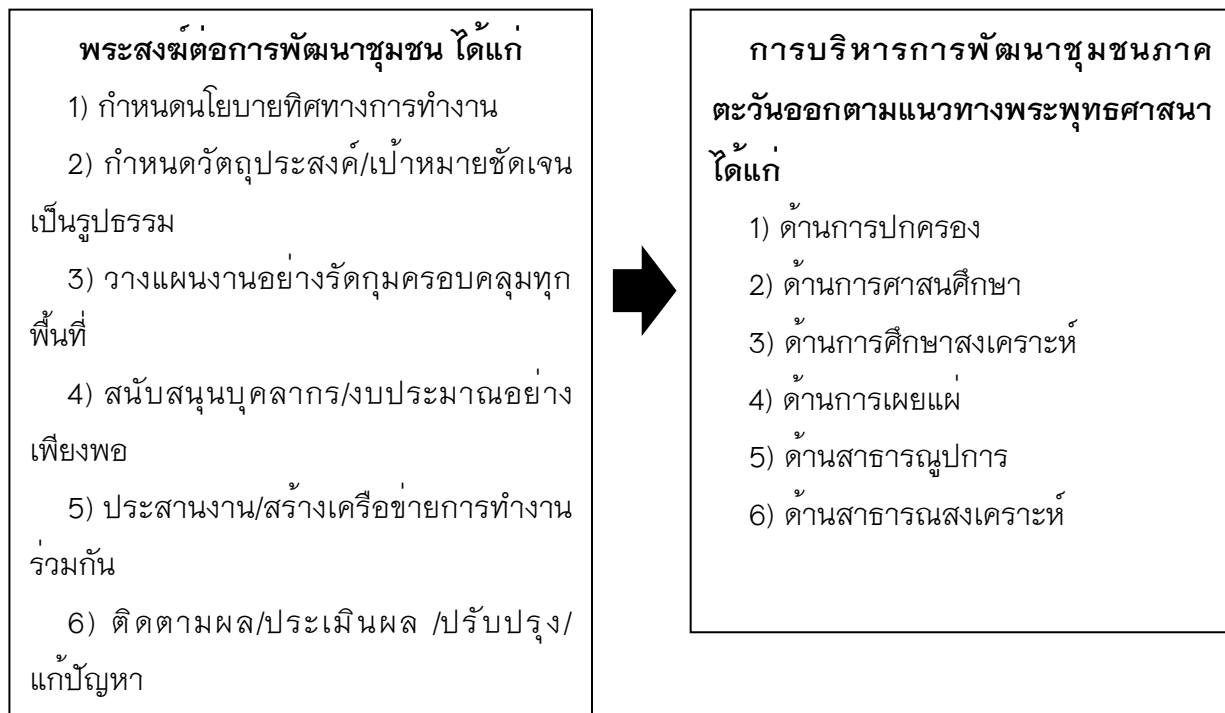 พระสงฆ์ต่อการพัฒนาชุมชน ได้แก่
1) กำหนดนโยบายทิศทางการทำงาน
2) กำหนดวัตถุประสงค์/เป้าหมายชัดเจน
เป็นรูปธรรม
3) วางแผนงานอย่างรัดกุมครอบคลุมทุก
พื้นที่
4) สนับสนุนบุคลากร/งบประมาณอย่าง
เพียงพอ
5) ประสานงาน/สร้างเครือข่ายการทำงาน
ร่วมกัน
6) ติดตามผล/ประเมินผล /ปรับปรุง/
แก้ปัญหา
การบริหารการพัฒนาชุมชนภาค
ตะวันออกตามแนวทางพระพุทธศาสนา
ได้แก่
1) ด้านการปกครอง
2) ด้านการศาสนศึกษา
3) ด้านการศึกษาสงเคราะห์
4) ด้านการเผยแผ่
5) ด้านสาธารณูปการ
6) ด้านสาธารณสงเคราะห์